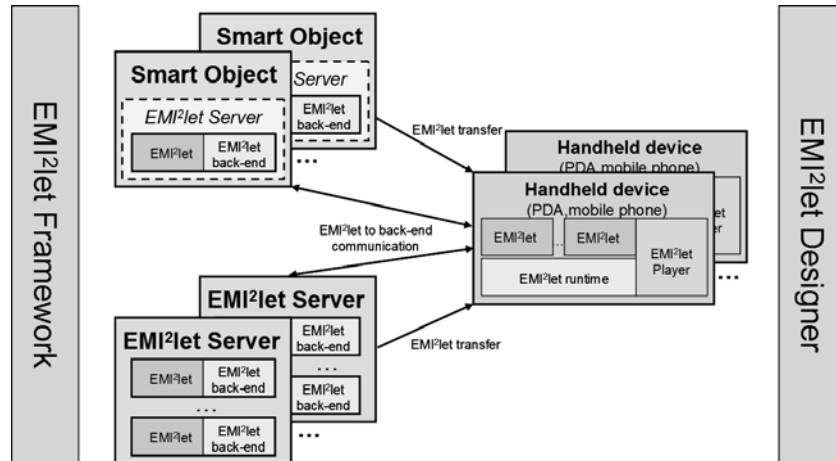 EMI²let Framework
Smart Object
Server
EMI²let
back-end
...
Smart Object
EMI²let Server
EMI²let
EMI²let
back-end
EMI²let transfer
EMI²let to back-end
communication
Handheld device
(PDA,mobile phone)
Handheld device
(PDA,mobile phone)
EMI²let
...
EMI²let
EMI²let
Player
EMI²let runtime
...
EMI²let Server
EMI²let
back-end
...
EMI²let
back-end
...
EMI²let Server
EMI²let
EMI²let
back-end
...
EMI²let
EMI²let
back-end
EMI²let transfer
EMI²let Designer